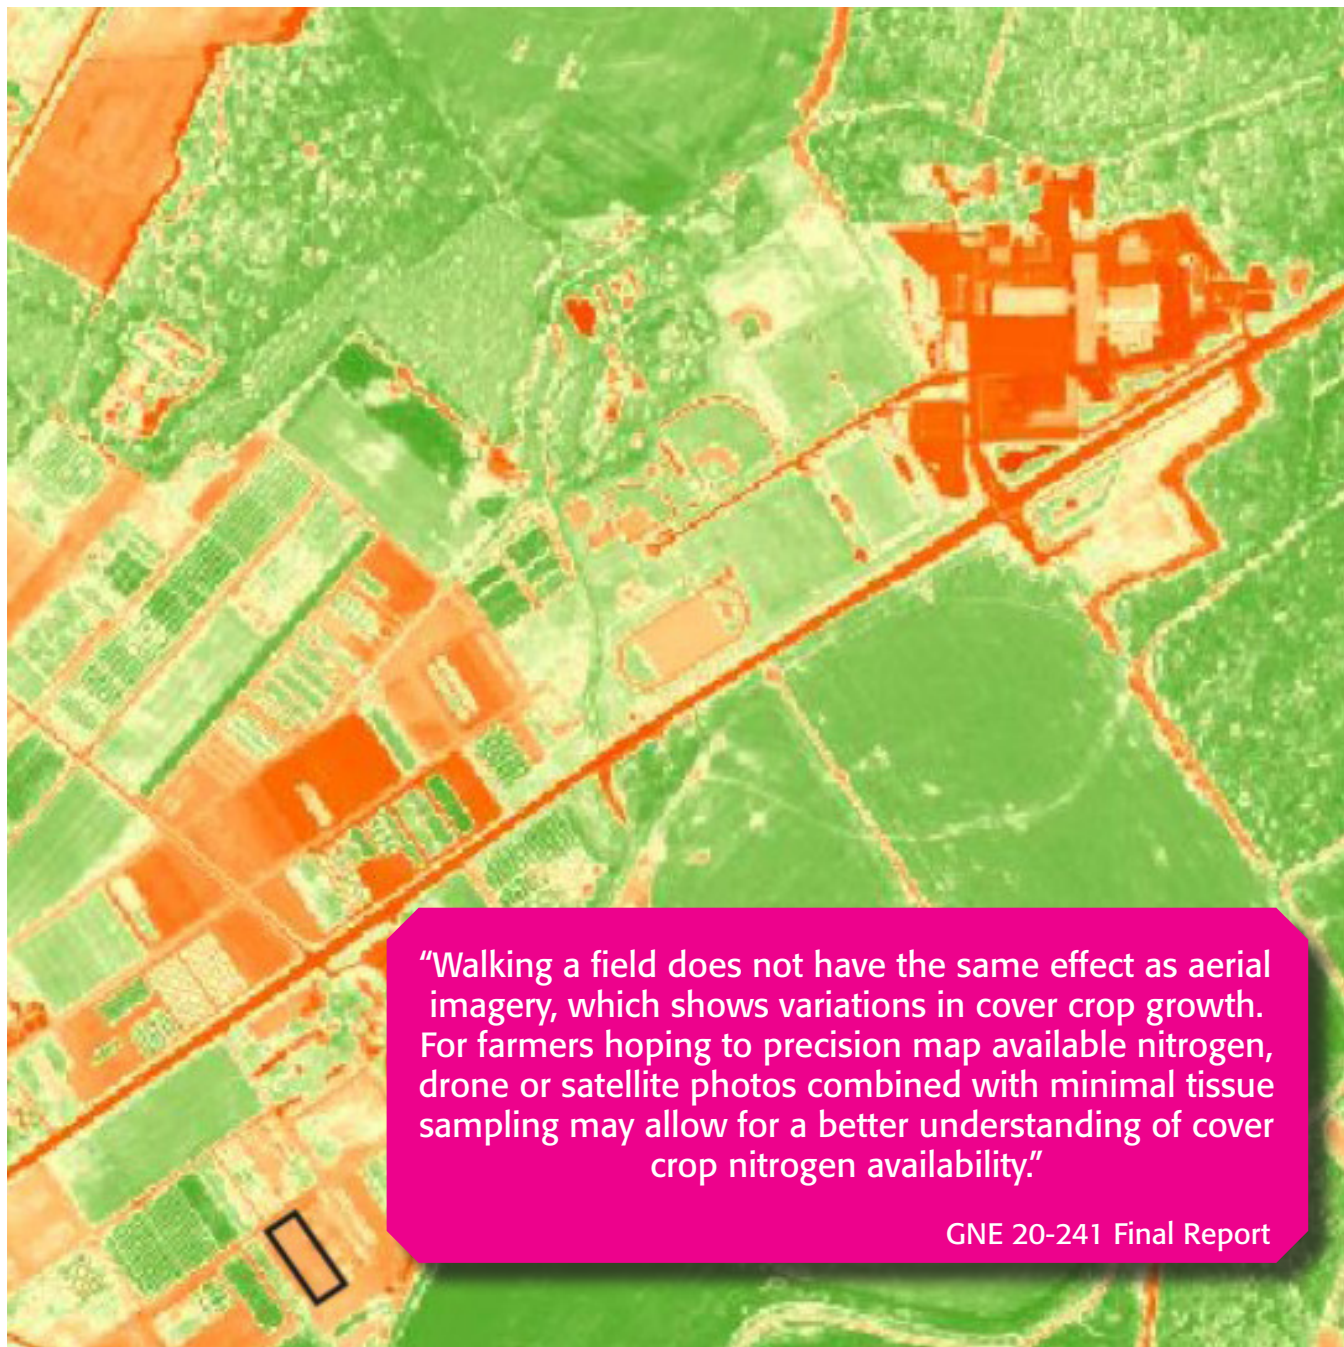 “Walking a field does not have the same effect as aerial
imagery, which shows variations in cover crop growth.
For farmers hoping to precision map available nitrogen,
drone or satellite photos combined with minimal tissue
sampling may allow for a better understanding of cover
crop nitrogen availability.”
GNE 20-241 Final Report